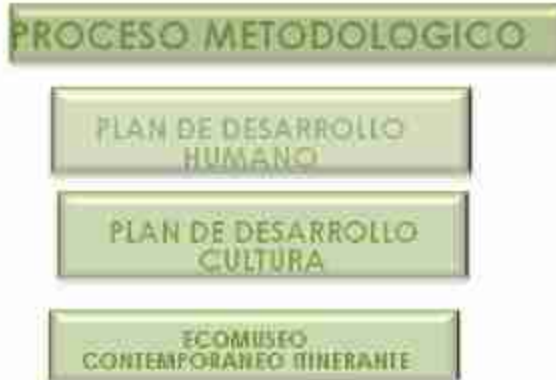 PROCESO METODOLOGICO
PLAN DE DESARROLLO
HUMANO
PLAN DE DESARROLLO
CULTURA
ECOMUSEO
CONTEMPORANEO ITINERANTE